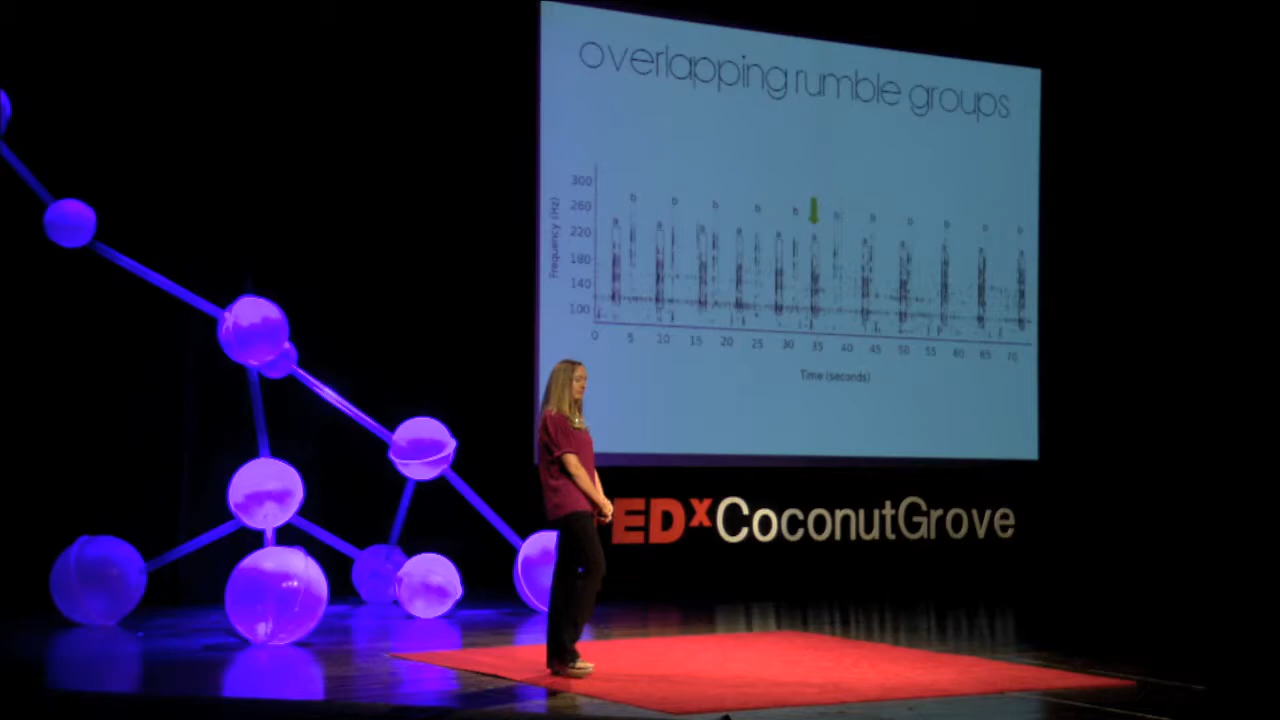 overlapping rumble groups
300
260
220
180
140
100
Frequency (Hz)
b b b b b b b b b b b
a a a a a a a a a a a
0 5 10 15 20 25 30 35 40 45 50 55 60 65 70
Time (seconds)
EDxCoconutGrove